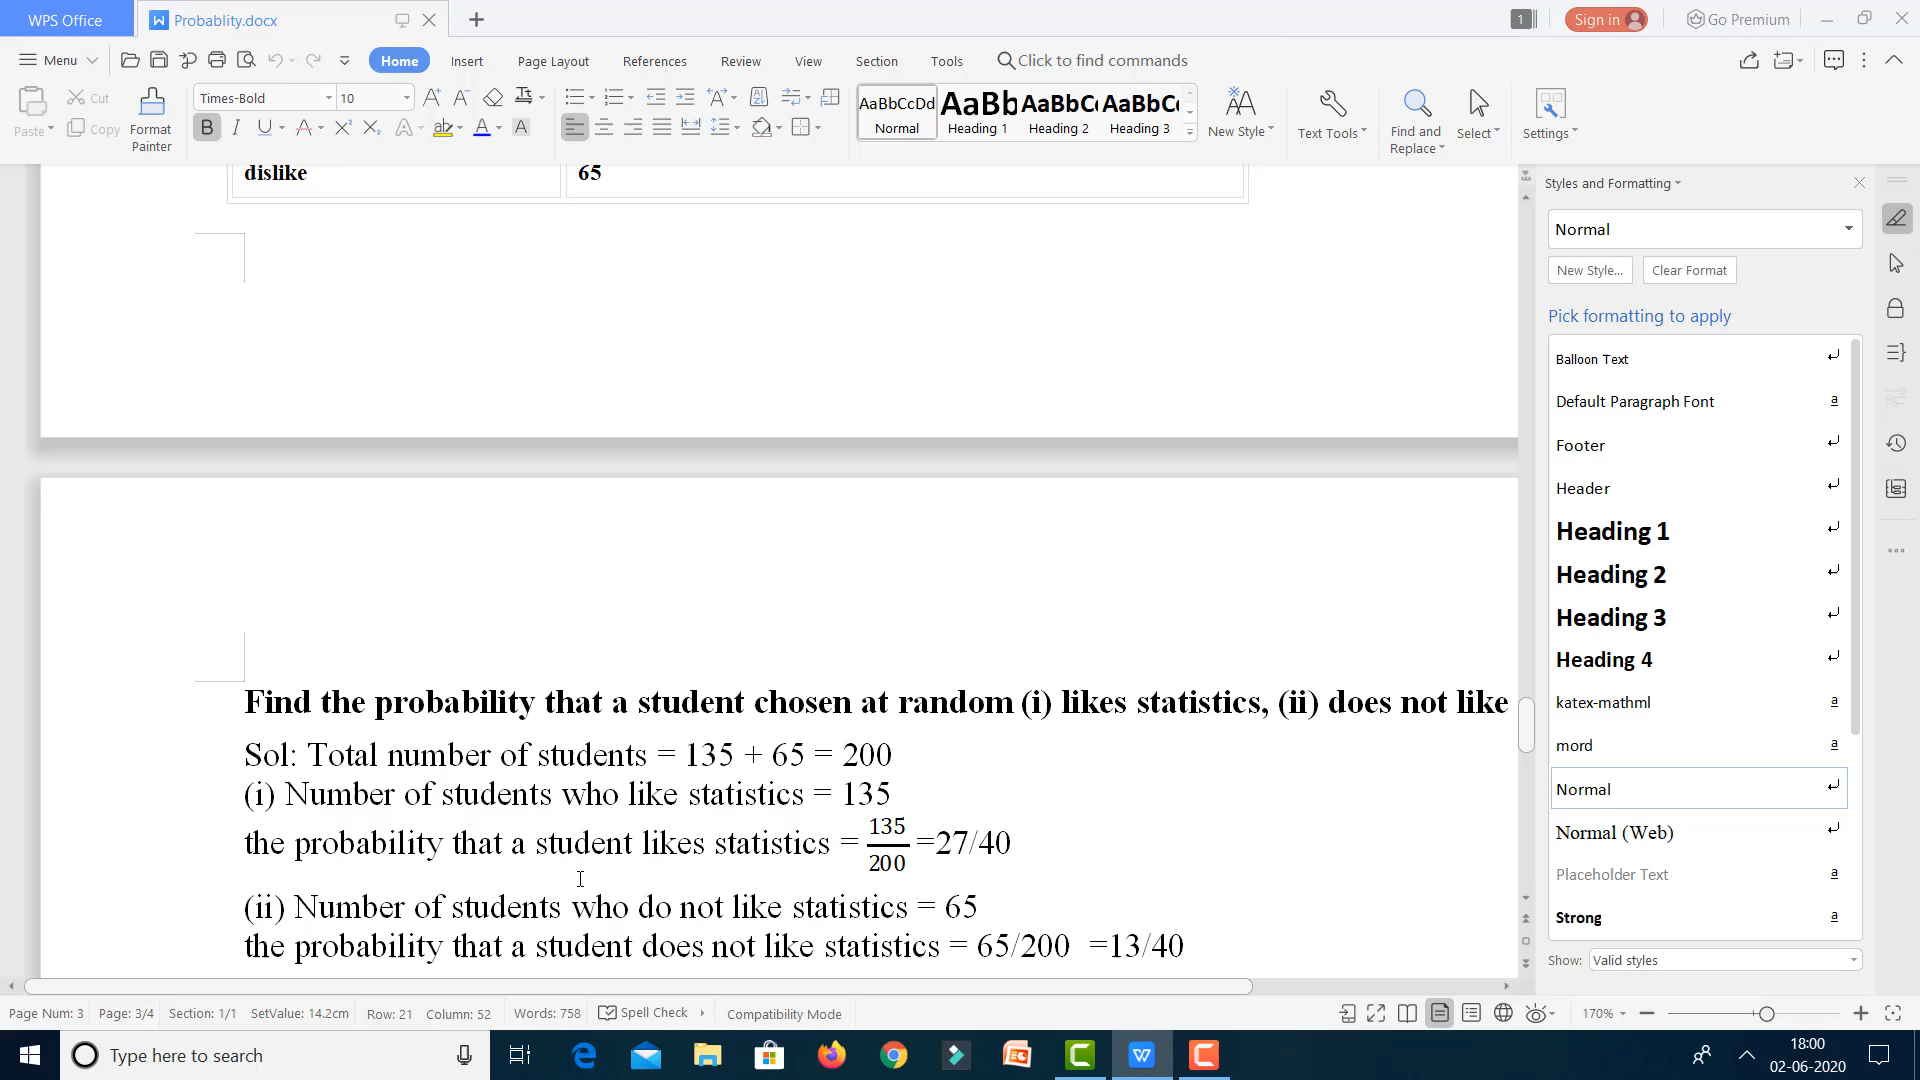 WPS Office
Probablity.docx
1
Sign in
Go Premium
Menu
Home
Insert
Page Layout
References
Review
View
Section
Tools
Click to find commands
Paste
Cut
Copy
Format
Painter
Times-Bold
10
AaBbCcDd
Normal
AaBb
Heading 1
AaBbC
Heading 2
AaBbC
Heading 3
New Style
Text Tools
Find and
Replace
Select
Settings
dislike 65
Find the probability that a student chosen at random (i) likes statistics, (ii) does not like
Sol: Total number of students = 135 + 65 = 200
(i) Number of students who like statistics = 135
the probability that a student likes statistics = 135/200 =27/40
(ii) Number of students who do not like statistics = 65
the probability that a student does not like statistics = 65/200 =13/40
Styles and Formatting
Normal
New Style...
Clear Format
Pick formatting to apply
Balloon Text
Default Paragraph Font
Footer
Header
Heading 1
Heading 2
Heading 3
Heading 4
katex-mathml
mord
Normal
Normal (Web)
Placeholder Text
Strong
Show: Valid styles
Page Num: 3 Page: 3/4 Section: 1/1 SetValue: 14.2cm Row: 21 Column: 52 Words: 758 Spell Check Compatibility Mode 170%
Type here to search
18:00
02-06-2020